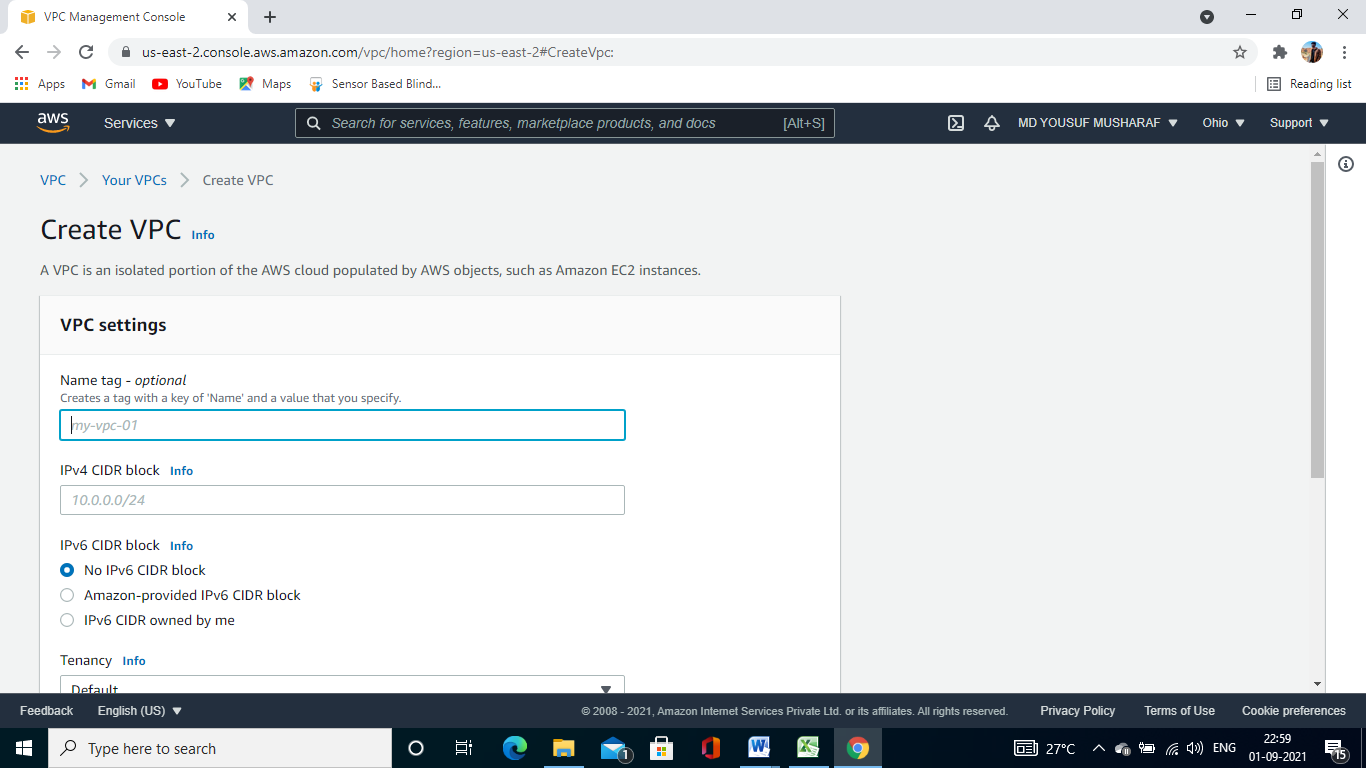 VPC Management Console
us-east-2.console.aws.amazon.com/vpc/home?region=us-east-2#CreateVpc:
Apps Gmail YouTube Maps Sensor Based Blind... Reading list
aws Services Search for services, features, marketplace products, and docs [Alt+S] MD YOUSUF MUSHARAF Ohio Support
VPC Your VPCs Create VPC
Create VPC Info
A VPC is an isolated portion of the AWS cloud populated by AWS objects, such as Amazon EC2 instances.
VPC settings
Name tag - optional
Creates a tag with a key of 'Name' and a value that you specify.
my-vpc-01
IPv4 CIDR block Info
10.0.0.0/24
IPv6 CIDR block Info
No IPv6 CIDR block
Amazon-provided IPv6 CIDR block
IPv6 CIDR owned by me
Tenancy Info
Default
Feedback English (US) © 2008 - 2021, Amazon Internet Services Private Ltd. or its affiliates. All rights reserved. Privacy Policy Terms of Use Cookie preferences
Type here to search 1 27°C ENG 22:59 15
01-09-2021